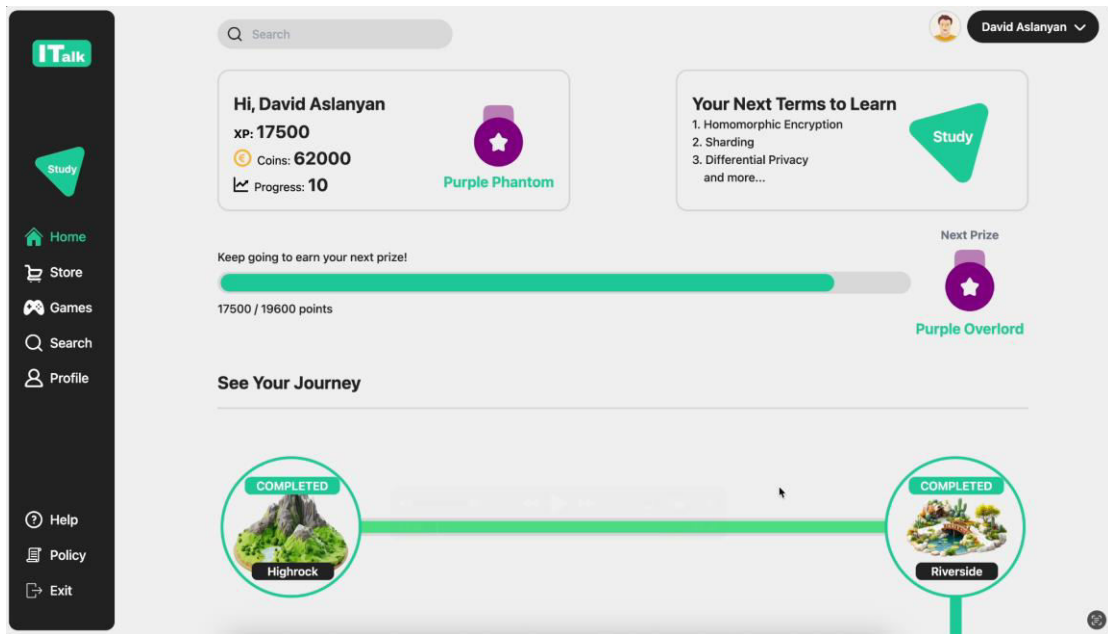 ITalk
Study
Home
Store
Games
Search
Profile
Help
Policy
Exit
Search
David Aslanyan
Hi, David Aslanyan
XP: 17500
Coins: 62000
Progress: 10
Purple Phantom
Your Next Terms to Learn
1. Homomorphic Encryption
2. Sharding
3. Differential Privacy
and more...
Study
Keep going to earn your next prize!
17500 / 19600 points
Next Prize
Purple Overlord
See Your Journey
COMPLETED
Highrock
COMPLETED
Riverside